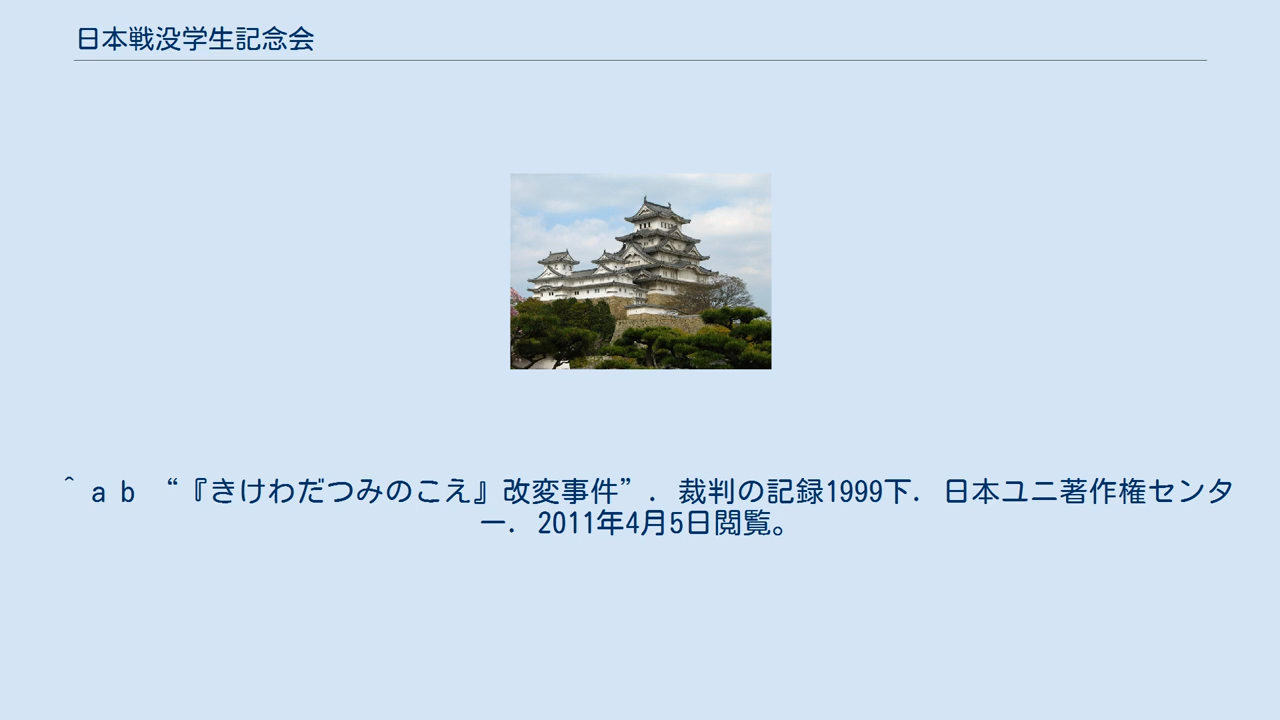 日本戦没学生記念会
^ a b “『きけわだつみのこえ』改変事件”. 裁判の記録1999下. 日本ユニ著作権センタ
ー. 2011年4月5日閲覧。